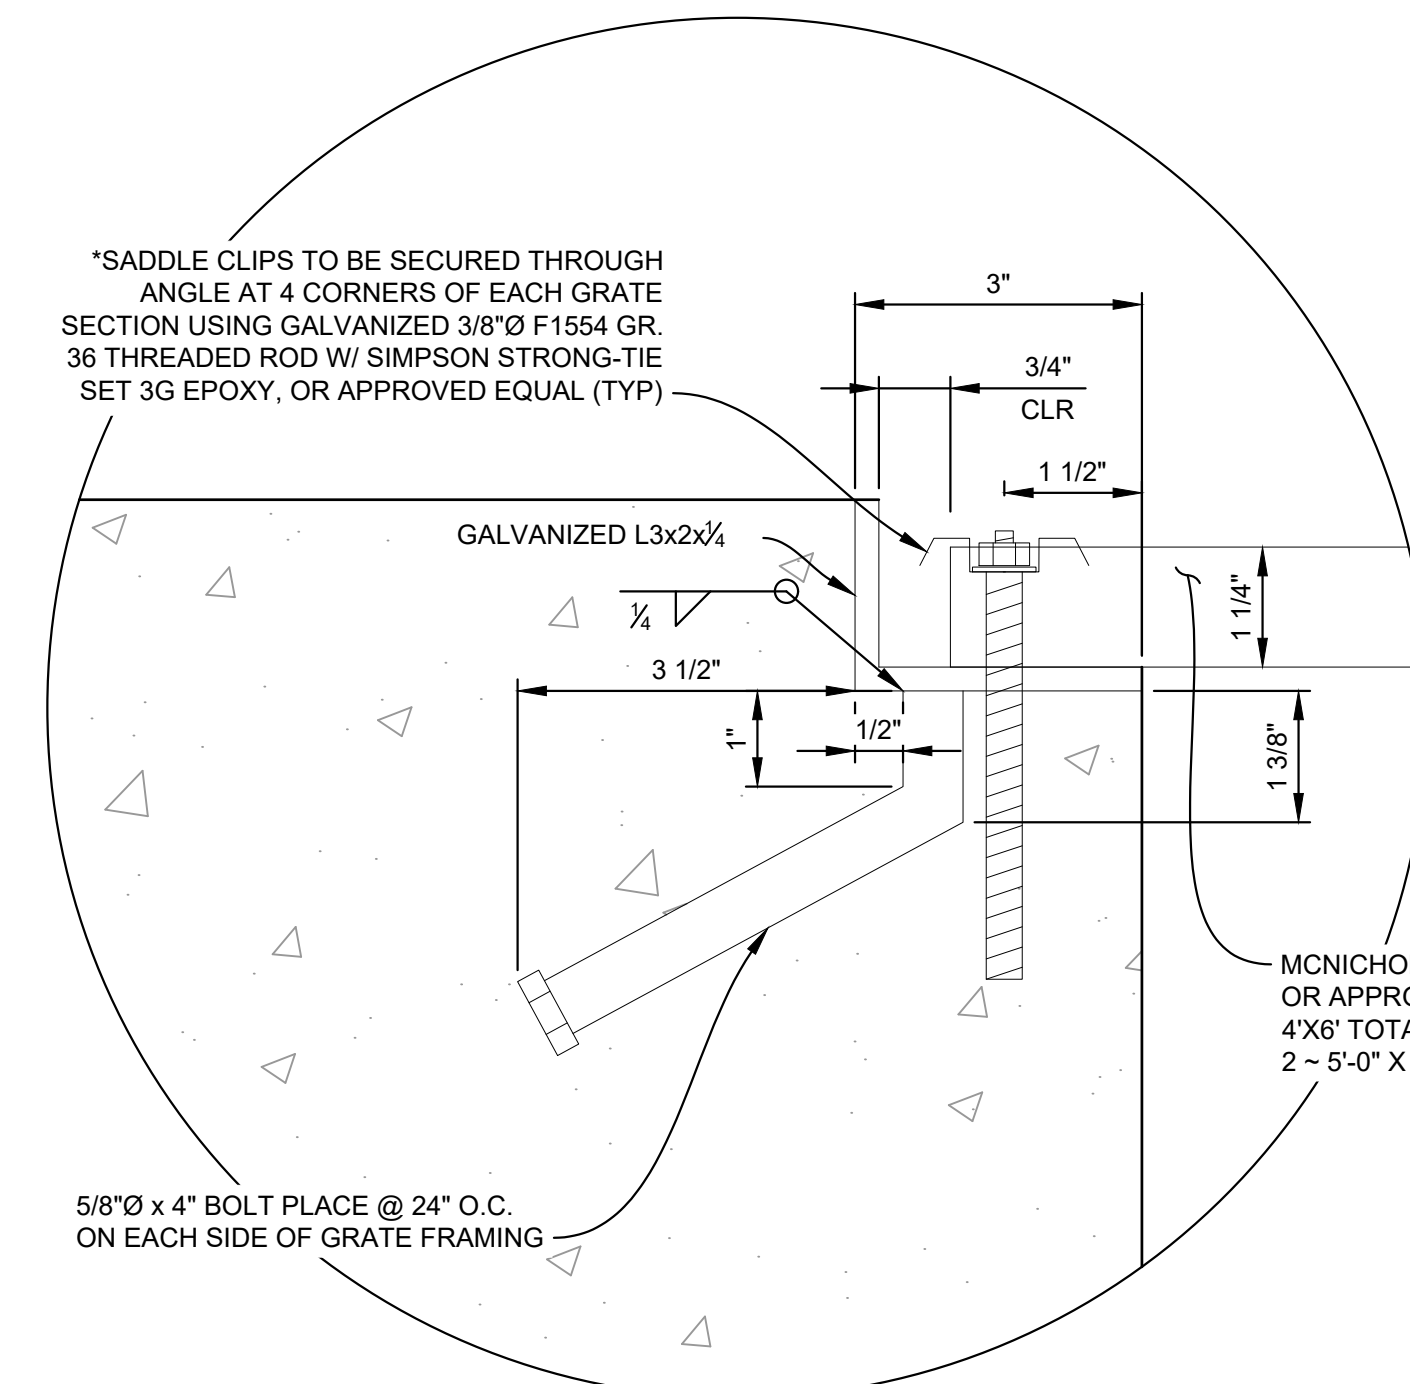 *SADDLE CLIPS TO BE SECURED THROUGH
ANGLE AT 4 CORNERS OF EACH GRATE
SECTION USING GALVANIZED 3/8"Ø F1554 GR.
36 THREADED ROD W/ SIMPSON STRONG-TIE
SET 3G EPOXY, OR APPROVED EQUAL (TYP)
3"
3/4"
CLR
1 1/2"
GALVANIZED L3x2x1/4
1/4
1 1/4"
3 1/2"
1"
1/2"
1 3/8"
MCNICHO
OR APPRO
4'X6' TOTA
2 ~ 5'-0" X
5/8"Ø x 4" BOLT PLACE @ 24" O.C.
ON EACH SIDE OF GRATE FRAMING